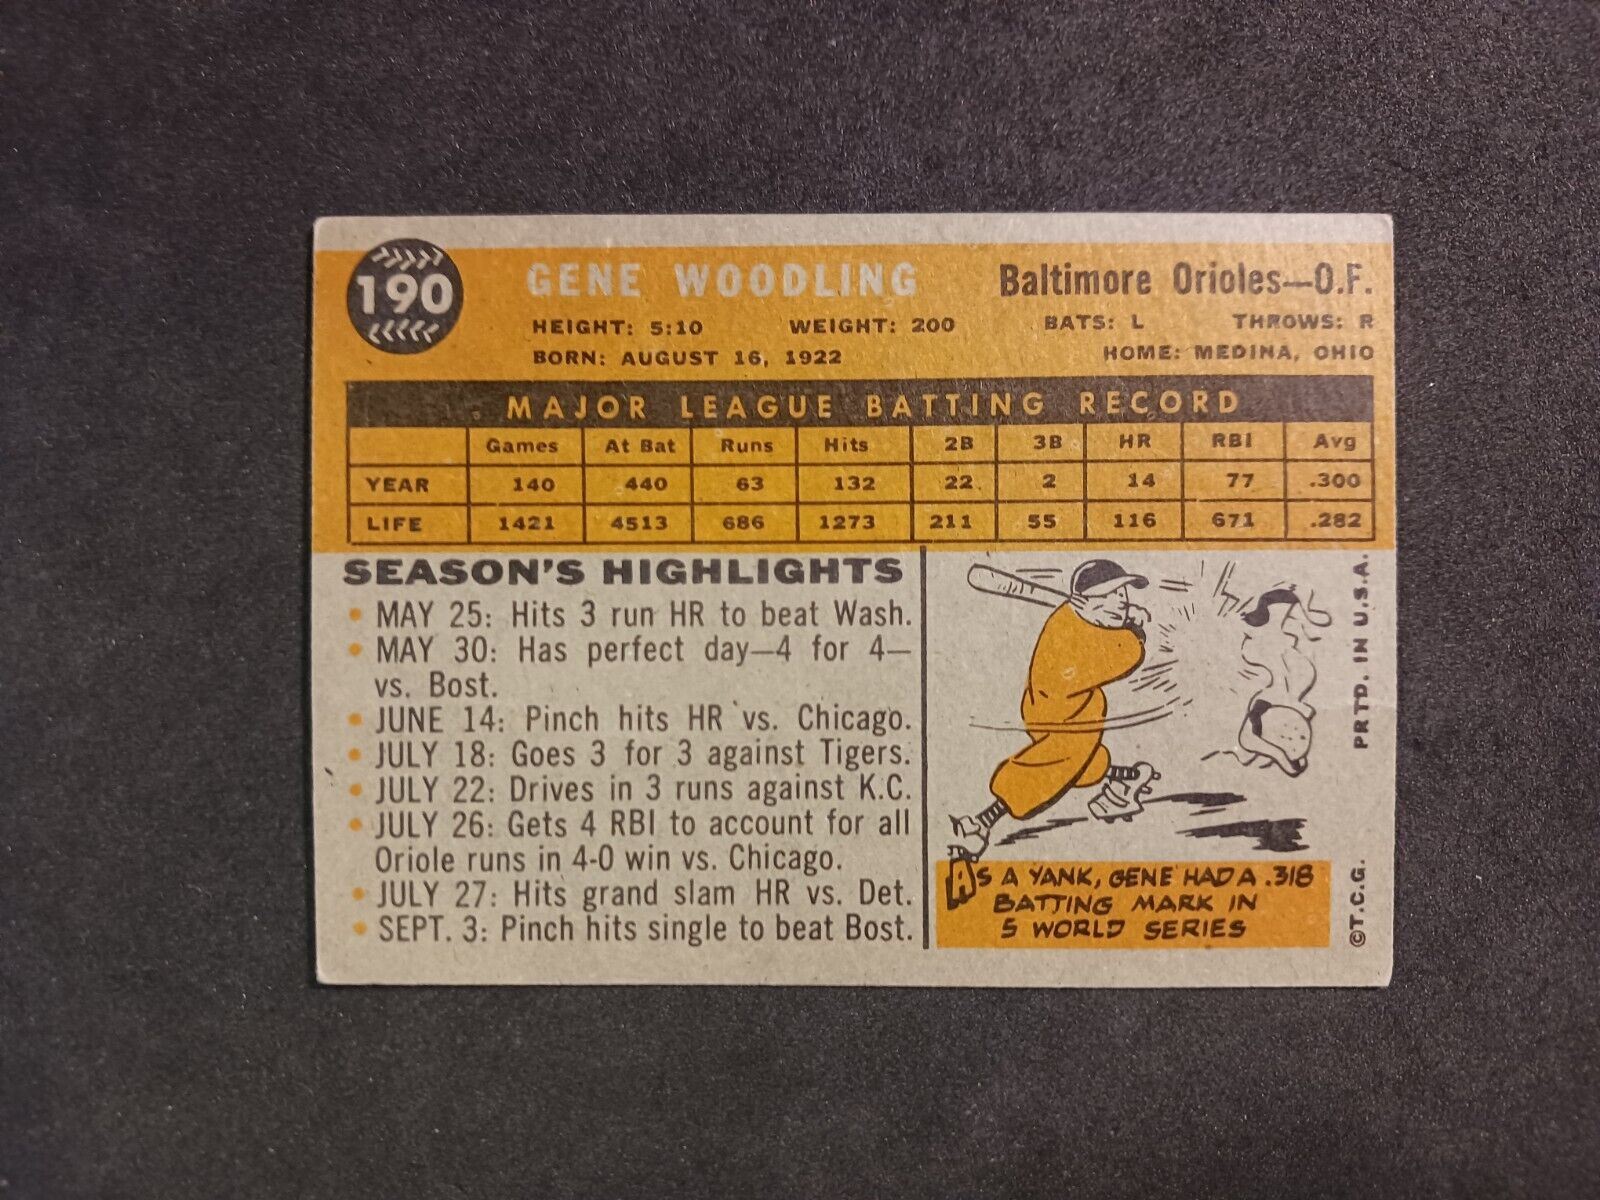 190
GENE WOODLING
Baltimore Orioles—O.F.
HEIGHT: 5:10 WEIGHT: 200 BATS: L THROWS: R
BORN: AUGUST 16, 1922 HOME: MEDINA, OHIO
MAJOR LEAGUE BATTING RECORD
Games At Bat Runs Hits 2B 3B HR RBI Avg
YEAR 140 440 63 132 22 2 14 77 .300
LIFE 1421 4513 686 1273 211 55 116 671 .282
SEASON'S HIGHLIGHTS
• MAY 25: Hits 3 run HR to beat Wash.
• MAY 30: Has perfect day—4 for 4—
vs. Bost.
• JUNE 14: Pinch hits HR vs. Chicago.
• JULY 18: Goes 3 for 3 against Tigers.
• JULY 22: Drives in 3 runs against K.C.
• JULY 26: Gets 4 RBI to account for all
Oriole runs in 4-0 win vs. Chicago.
• JULY 27: Hits grand slam HR vs. Det.
• SEPT. 3: Pinch hits single to beat Bost.
AS A YANK, GENE HAD A .318
BATTING MARK IN
5 WORLD SERIES
©T.C.G. PRTD. IN U.S.A.